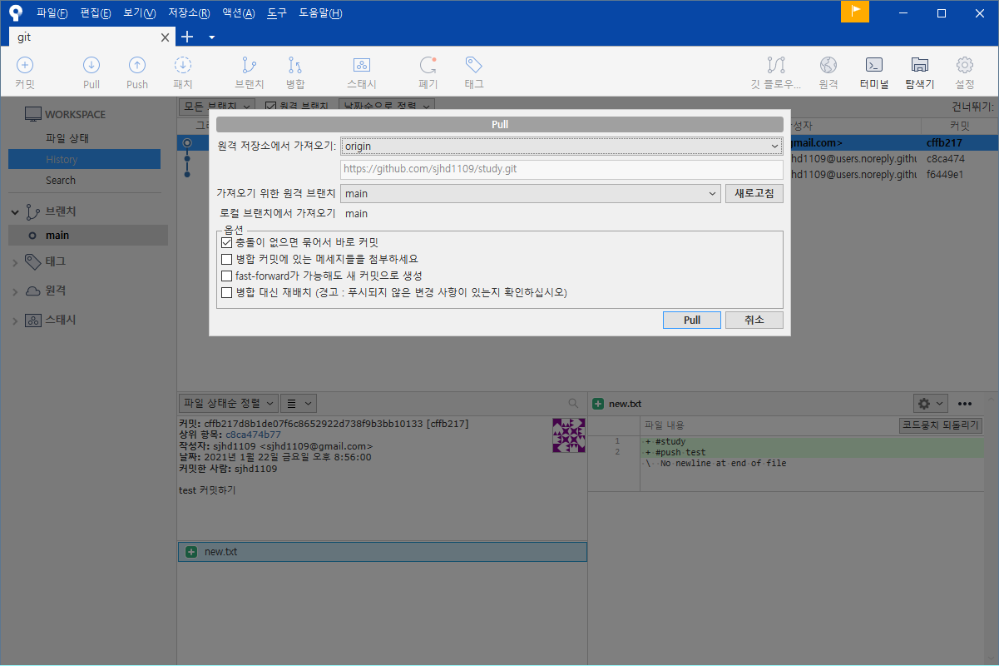 파일(F) 편집(E) 보기(V) 저장소(R) 액션(A) 도구 도움말(H)
git
커밋 Pull Push 패치 브랜치 병합 스태시 폐기 태그 깃 플로우... 원격 터미널 탐색기 설정
모든 브랜치 원격 브랜치 날짜순으로 정렬 건너뛰기:
WORKSPACE
파일 상태
History
Search
브랜치
main
태그
원격
스태시
커밋
gmail.com> cffb217
jhd1109@users.noreply.githu c8ca474
jhd1109@users.noreply.githu f6449e1
Pull
원격 저장소에서 가져오기: origin
https://github.com/sjhd1109/study.git
가져오기 위한 원격 브랜치 main 새로고침
로컬 브랜치에서 가져오기 main
옵션
충돌이 없으면 묶어서 바로 커밋
병합 커밋에 있는 메세지들을 첨부하세요
fast-forward가 가능해도 새 커밋으로 생성
병합 대신 재배치 (경고 : 푸시되지 않은 변경 사항이 있는지 확인하십시오)
Pull 취소
파일 상태순 정렬
커밋: cffb217d8b1de07f6c8652922d738f9b3bb10133 [cffb217]
상위 항목: c8ca474b77
작성자: sjhd1109 <sjhd1109@gmail.com>
날짜: 2021년 1월 22일 금요일 오후 8:56:00
커밋한 사람: sjhd1109
test 커밋하기
new.txt
new.txt
파일 내용 코드뭉치 되돌리기
1 + #study
2 + #push test
\ No newline at end of file